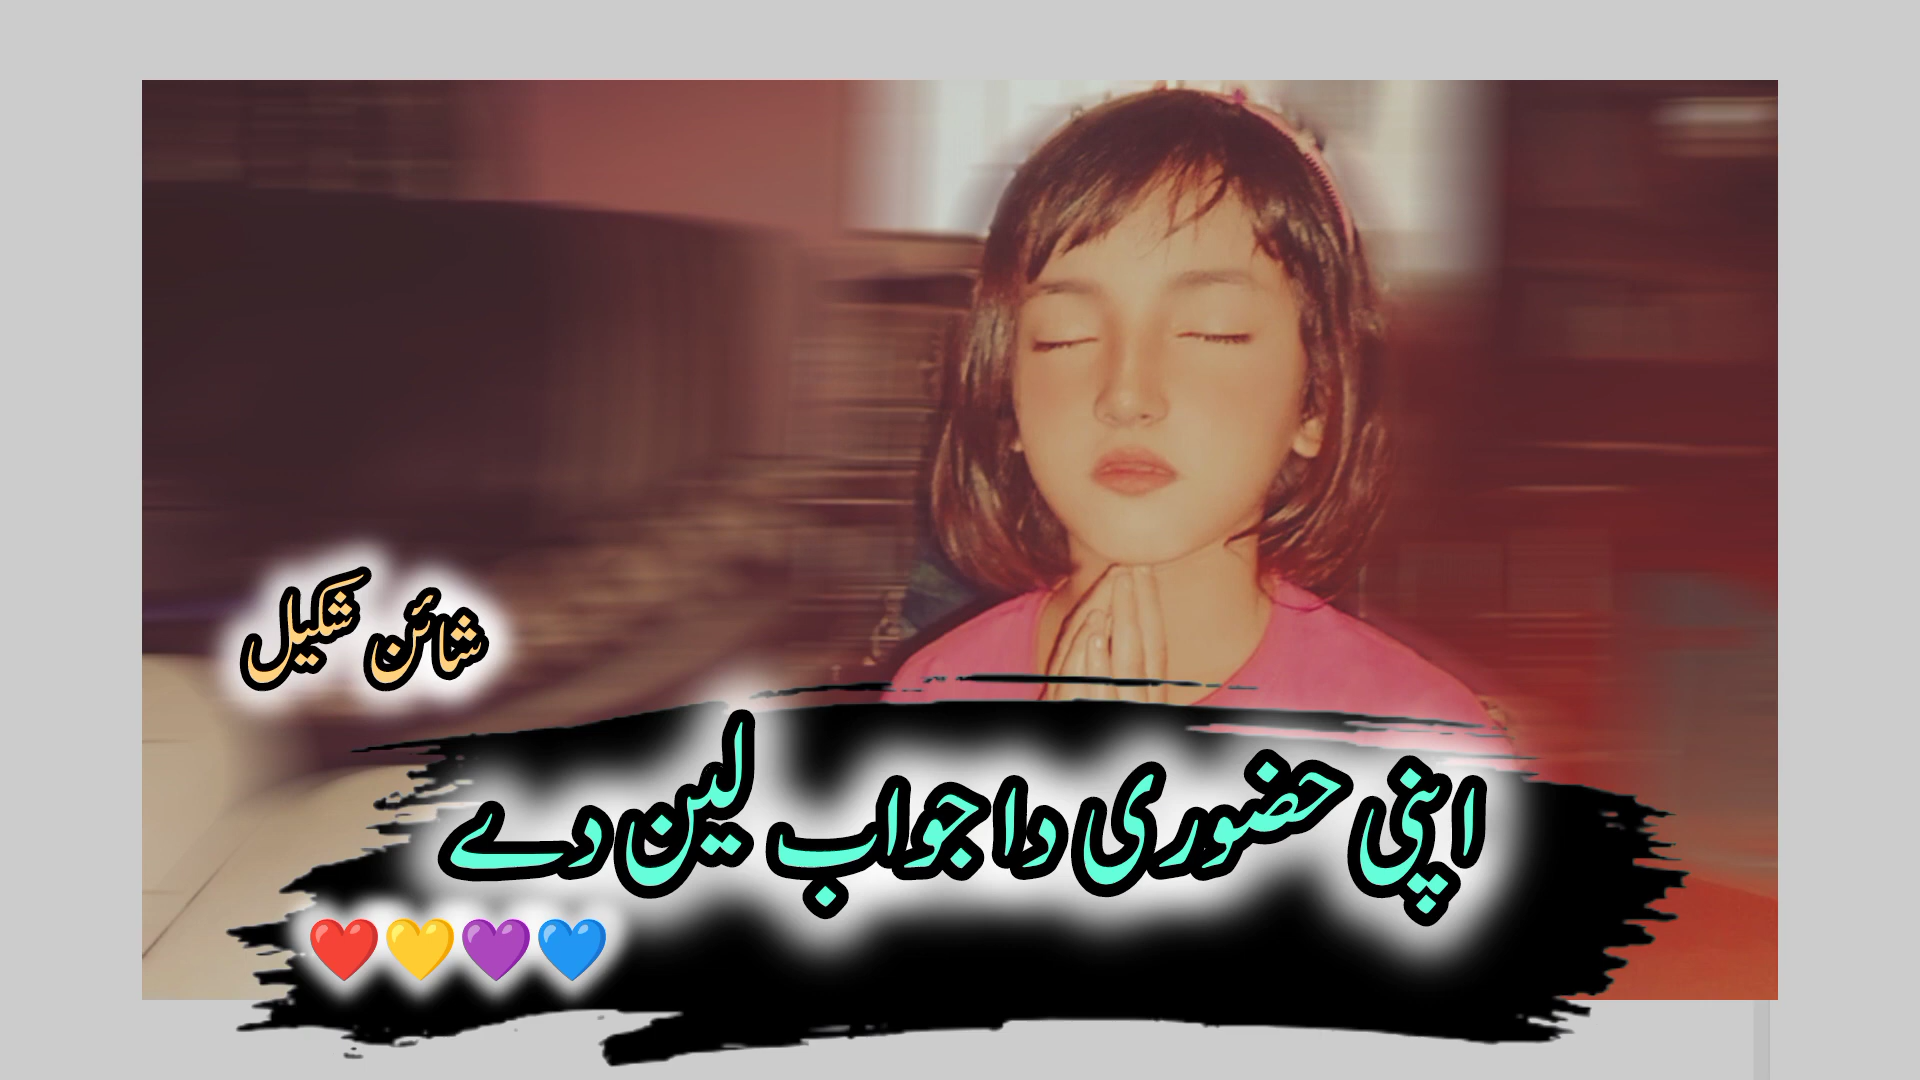 شائن شکیل
اپنی حضوری دا جواب لین دے
❤️💛💜💙